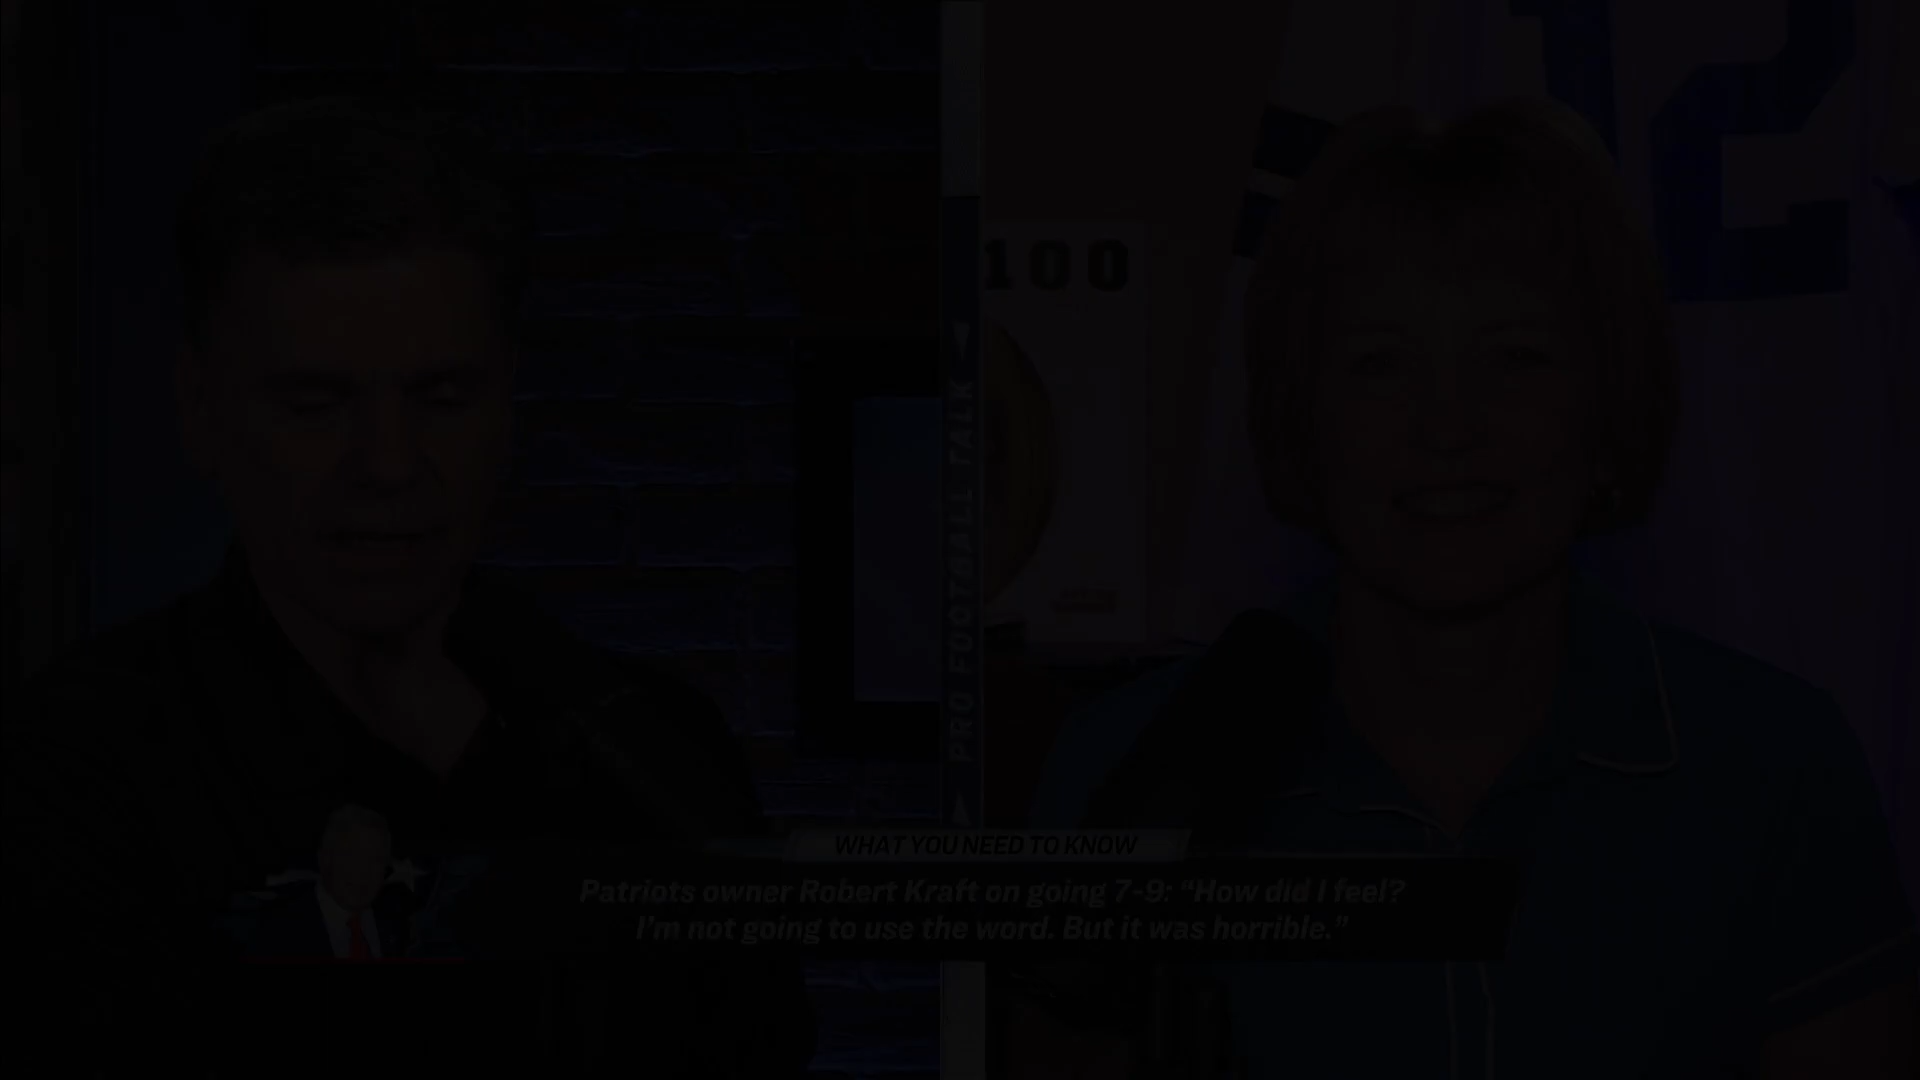 12
100
PRO FOOTBALL TALK
WHAT YOU NEED TO KNOW
Patriots owner Robert Kraft on going 7-9: “How did I feel?
I’m not going to use the word. But it was horrible.”